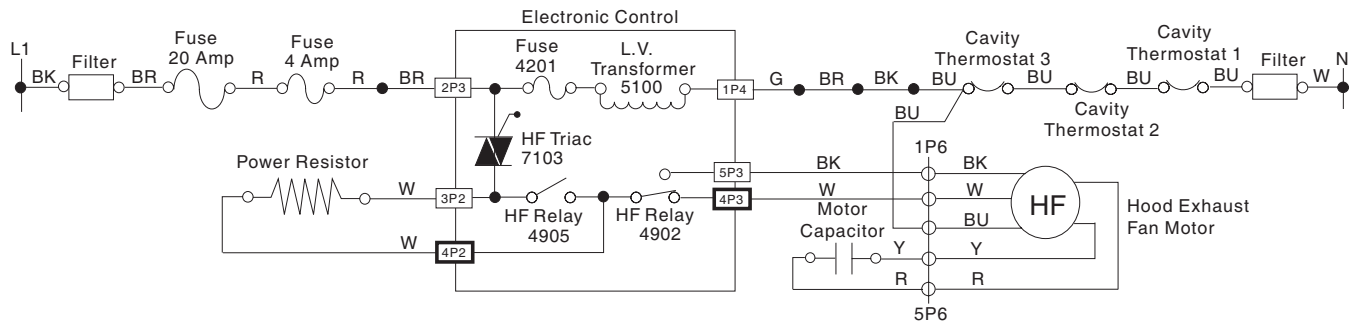 Electronic Control
L1
BK
Filter
BR
Fuse
20 Amp
R
Fuse
4 Amp
R
BR
2P3
Fuse
4201
L.V.
Transformer
5100
1P4
G
BR
BK
BU
Cavity
Thermostat 3
BU
Cavity
Thermostat 2
BU
Cavity
Thermostat 1
BU
Filter
W
N
BU
HF Triac
7103
Power Resistor
W
3P2
HF Relay
4905
HF Relay
4902
5P3
4P3
W
4P2
BK
W
1P6
BK
W
BU
Y
R
HF
Hood Exhaust
Fan Motor
Motor
Capacitor
Y
R
5P6